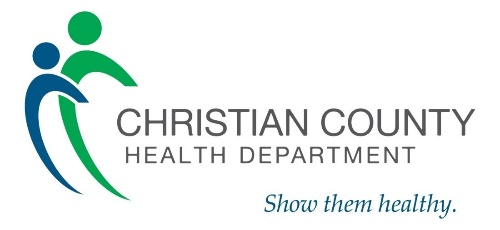 CHRISTIAN COUNTY
HEALTH DEPARTMENT
Show them healthy.